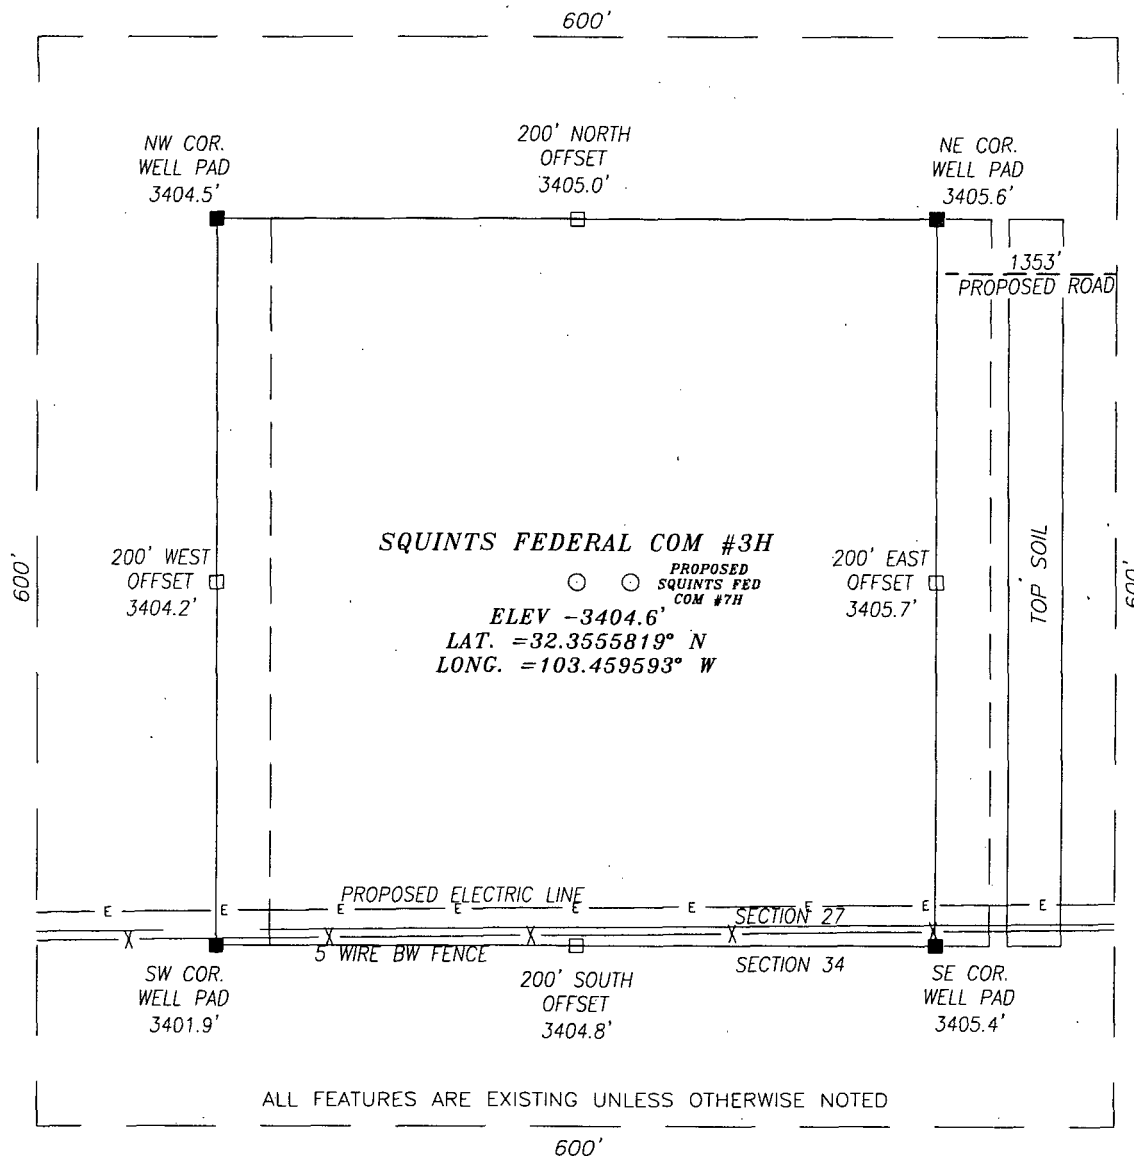 600'
NW COR.
WELL PAD
3404.5'
200' NORTH
OFFSET
3405.0'
NE COR.
WELL PAD
3405.6'
1353'
PROPOSED ROAD
600'
200' WEST
OFFSET
3404.2'
SQUINTS FEDERAL COM #3H
PROPOSED
SQUINTS FED
COM #7H
ELEV -3404.6'
LAT. =32.3555819° N
LONG. =103.459593° W
200' EAST
OFFSET
3405.7'
TOP SOIL
600'
PROPOSED ELECTRIC LINE
E E E E E E E E E
SECTION 27
X X X X X
5 WIRE BW FENCE
SECTION 34
SW COR.
WELL PAD
3401.9'
200' SOUTH
OFFSET
3404.8'
SE COR.
WELL PAD
3405.4'
ALL FEATURES ARE EXISTING UNLESS OTHERWISE NOTED
600'